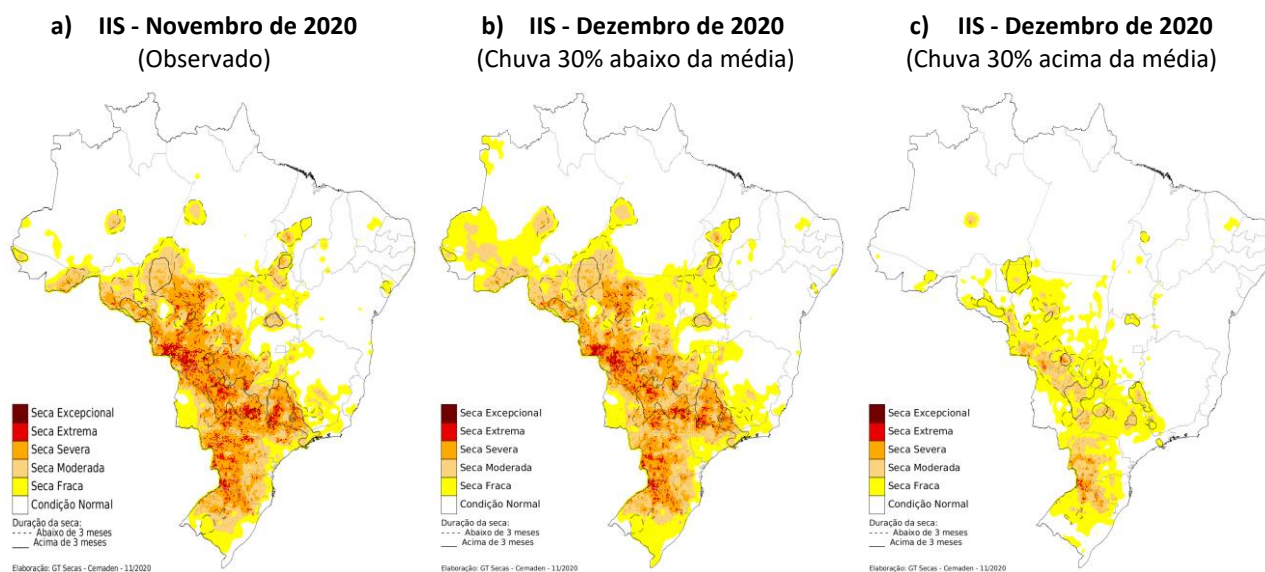 a) IIS - Novembro de 2020
(Observado)
b) IIS - Dezembro de 2020
(Chuva 30% abaixo da média)
c) IIS - Dezembro de 2020
(Chuva 30% acima da média)
Seca Excepcional
Seca Extrema
Seca Severa
Seca Moderada
Seca Fraca
Condição Normal
Duração da seca:
Abaixo de 3 meses
Acima de 3 meses
Elaboração: GT Secas - Cemaden - 11/2020
Seca Excepcional
Seca Extrema
Seca Severa
Seca Moderada
Seca Fraca
Condição Normal
Duração da seca:
Abaixo de 3 meses
Acima de 3 meses
Elaboração: GT Secas - Cemaden - 11/2020
Seca Excepcional
Seca Extrema
Seca Severa
Seca Moderada
Seca Fraca
Condição Normal
Duração da seca:
Abaixo de 3 meses
Acima de 3 meses
Elaboração: GT Secas - Cemaden - 11/2020